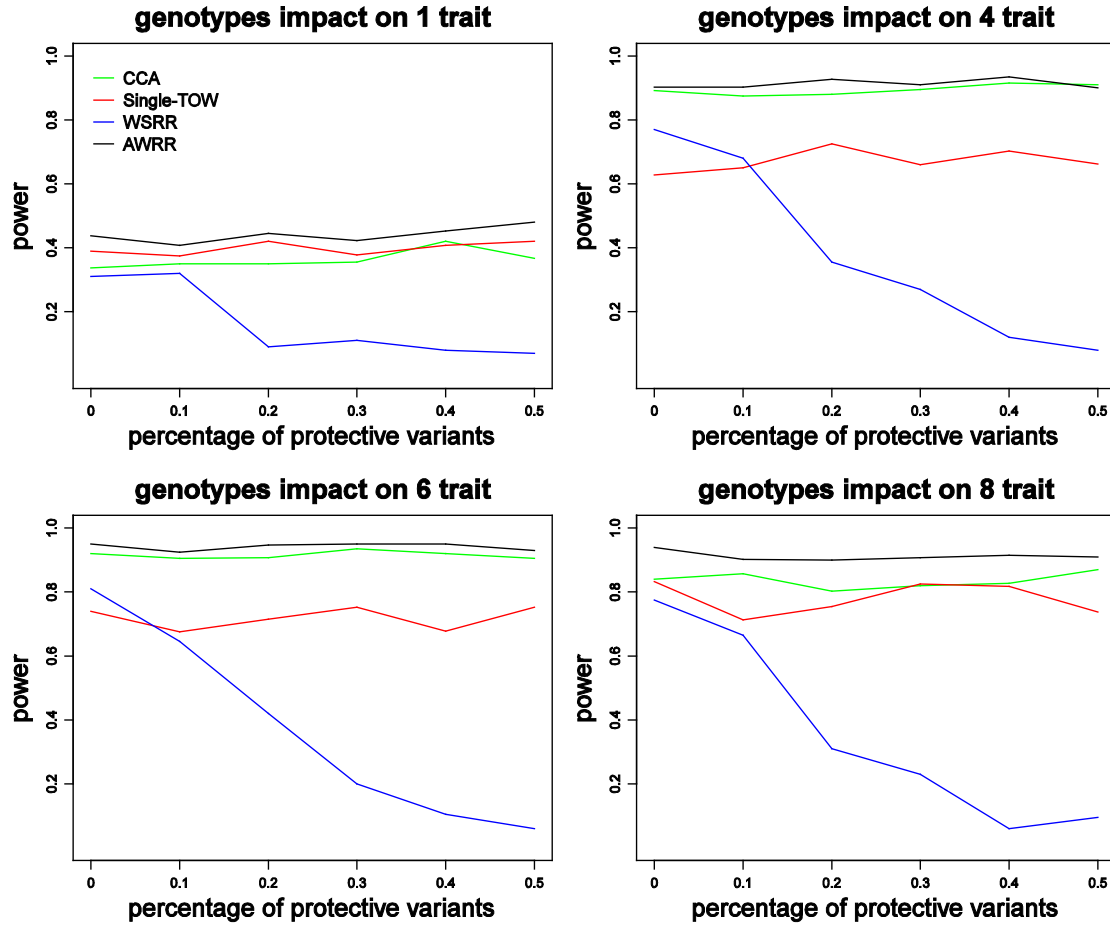 genotypes impact on 1 trait
1.0
0.8
0.6
0.4
0.2
power
CCA
Single-TOW
WSRR
AWRR
0 0.1 0.2 0.3 0.4 0.5
percentage of protective variants
genotypes impact on 4 trait
1.0
0.8
0.6
0.4
0.2
power
0 0.1 0.2 0.3 0.4 0.5
percentage of protective variants
genotypes impact on 6 trait
1.0
0.8
0.6
0.4
0.2
power
0 0.1 0.2 0.3 0.4 0.5
percentage of protective variants
genotypes impact on 8 trait
1.0
0.8
0.6
0.4
0.2
power
0 0.1 0.2 0.3 0.4 0.5
percentage of protective variants